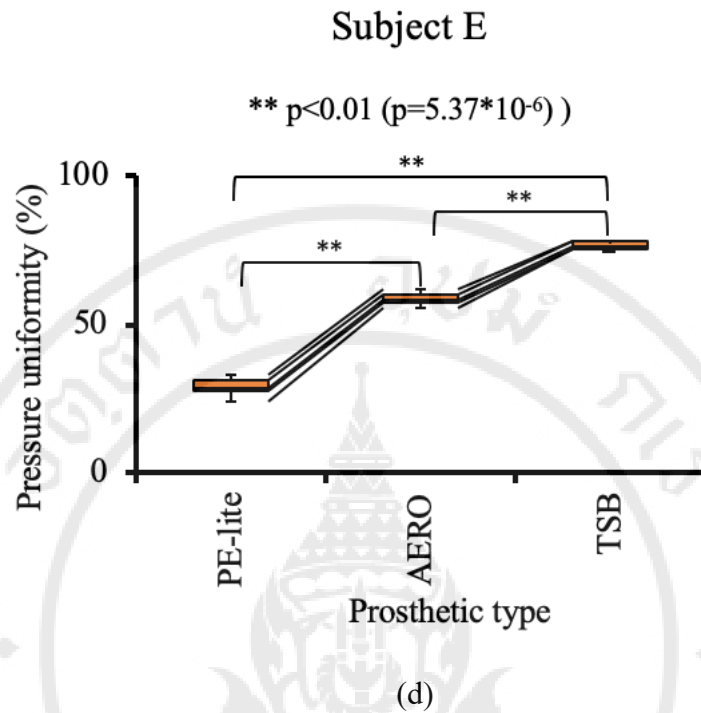 Subject E
** p<0.01 (p=5.37*10⁻⁶) )
Pressure uniformity (%)
100
50
0
**
**
**
PE-lite
AERO
TSB
Prosthetic type
(d)